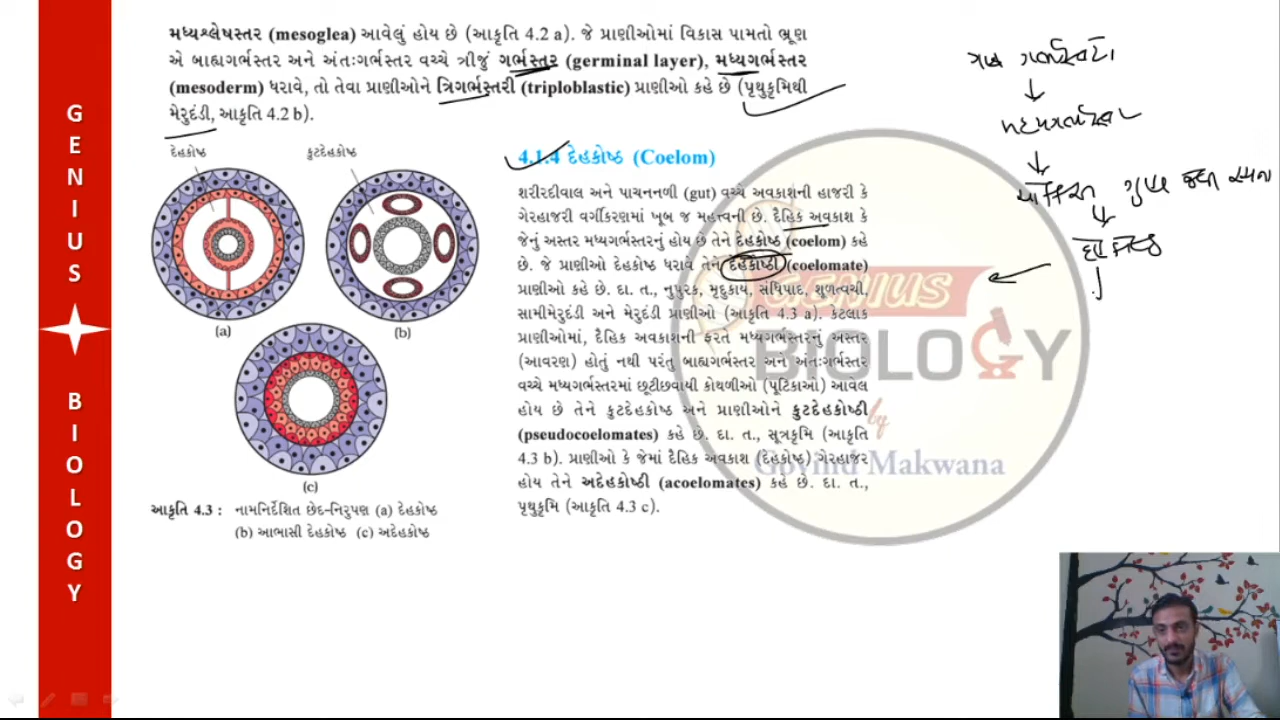 મધ્યશ્લેષસ્તર (mesoglea) આવેલું હોય છે (આકૃતિ 4.2 a). જે પ્રાણીઓમાં વિકાસ પામતો ભ્રૂણ
એ બાહ્યગર્ભસ્તર અને અંતઃગર્ભસ્તર વચ્ચે ત્રીજું ગર્ભસ્તર (germinal layer), મધ્યગર્ભસ્તર
(mesoderm) ધરાવે, તો તેવા પ્રાણીઓને ત્રિગર્ભસ્તરી (triploblastic) પ્રાણીઓ કહે છે (પૃથુકૃમિથી
મેરુદંડી, આકૃતિ 4.2 b).
દેહકોષ્ઠ
કુટદેહકોષ્ઠ
(a)
(b)
(c)
આકૃતિ 4.3 : નામનિર્દેશિત છેદ-નિરુપણ (a) દેહકોષ્ઠ
(b) આભાસી દેહકોષ્ઠ (c) અદેહકોષ્ઠ
4.1.4 દેહકોષ્ઠ (Coelom)
શરીરદીવાલ અને પાચનનળી (gut) વચ્ચે અવકાશની હાજરી કે
ગેરહાજરી વર્ગીકરણમાં ખૂબ જ મહત્ત્વની છે. દૈહિક અવકાશ કે
જેનું અસ્તર મધ્યગર્ભસ્તરનું હોય છે તેને દેહકોષ્ઠ (coelom) કહે
છે. જે પ્રાણીઓ દેહકોષ્ઠ ધરાવે તેને દેહકોષ્ઠી (coelomate)
પ્રાણીઓ કહે છે. દા. ત., નુપુરક, મૃદુકાય, સંધિપાદ, શૂળત્વચી,
સામીમેરુદંડી અને મેરુદંડી પ્રાણીઓ (આકૃતિ 4.3 a). કેટલાક
પ્રાણીઓમાં, દૈહિક અવકાશની ફરતે મધ્યગર્ભસ્તરનું અસ્તર
(આવરણ) હોતું નથી પરંતુ બાહ્યગર્ભસ્તર અને અંતઃગર્ભસ્તર
વચ્ચે મધ્યગર્ભસ્તરમાં છૂટીછવાયી કોથળીઓ (પૂટિકાઓ) આવેલ
હોય છે તેને કુટદેહકોષ્ઠ અને પ્રાણીઓને કુટદેહકોષ્ઠી
(pseudocoelomates) કહે છે. દા. ત., સૂત્રકૃમિ (આકૃતિ
4.3 b). પ્રાણીઓ કે જેમાં દૈહિક અવકાશ (દેહકોષ્ઠ) ગેરહાજર
હોય તેને અદેહકોષ્ઠી (acoelomates) કહે છે. દા. ત.,
પૃથુકૃમિ (આકૃતિ 4.3 c).
GENIUS
BIOLOGY
by
Govind Makwana
GENIUS BIOLOGY